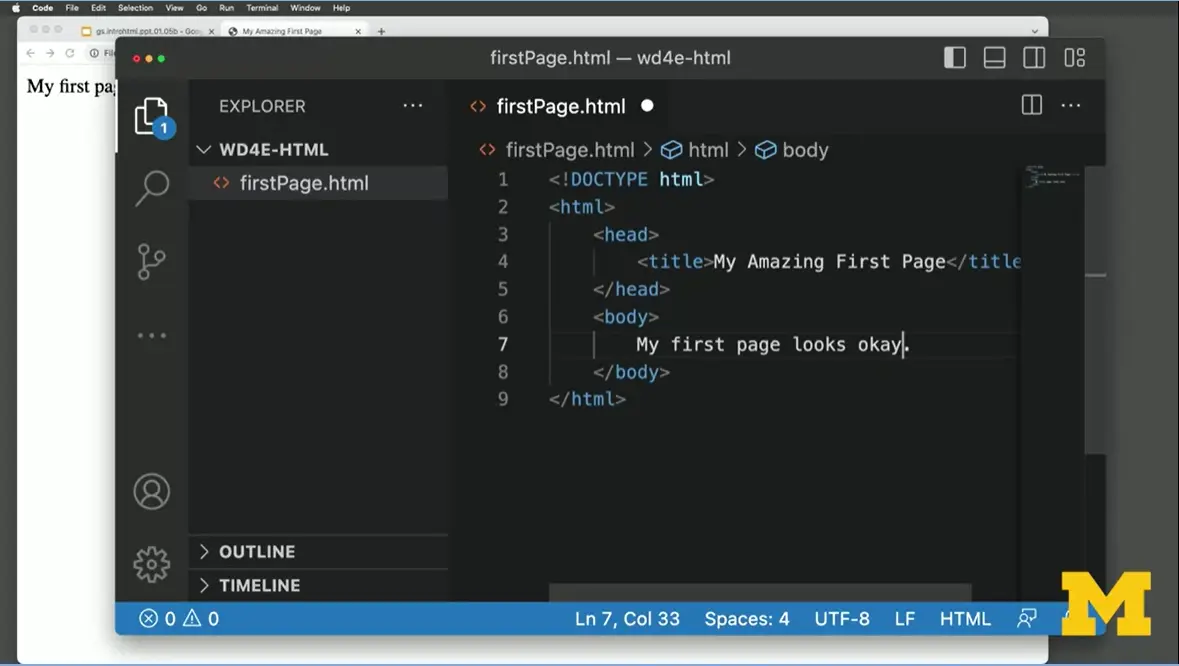 Code File Edit Selection View Go Run Terminal Window Help
gs.introhtml.ppt.01.05b - Goo
My Amazing First Page
My first pa
firstPage.html — wd4e-html
EXPLORER
1
WD4E-HTML
firstPage.html
firstPage.html
firstPage.html > html > body
1 <!DOCTYPE html>
2 <html>
3 <head>
4 <title>My Amazing First Page</title
5 </head>
6 <body>
7 My first page looks okay.
8 </body>
9 </html>
OUTLINE
TIMELINE
0 0 Ln 7, Col 33 Spaces: 4 UTF-8 LF HTML
M